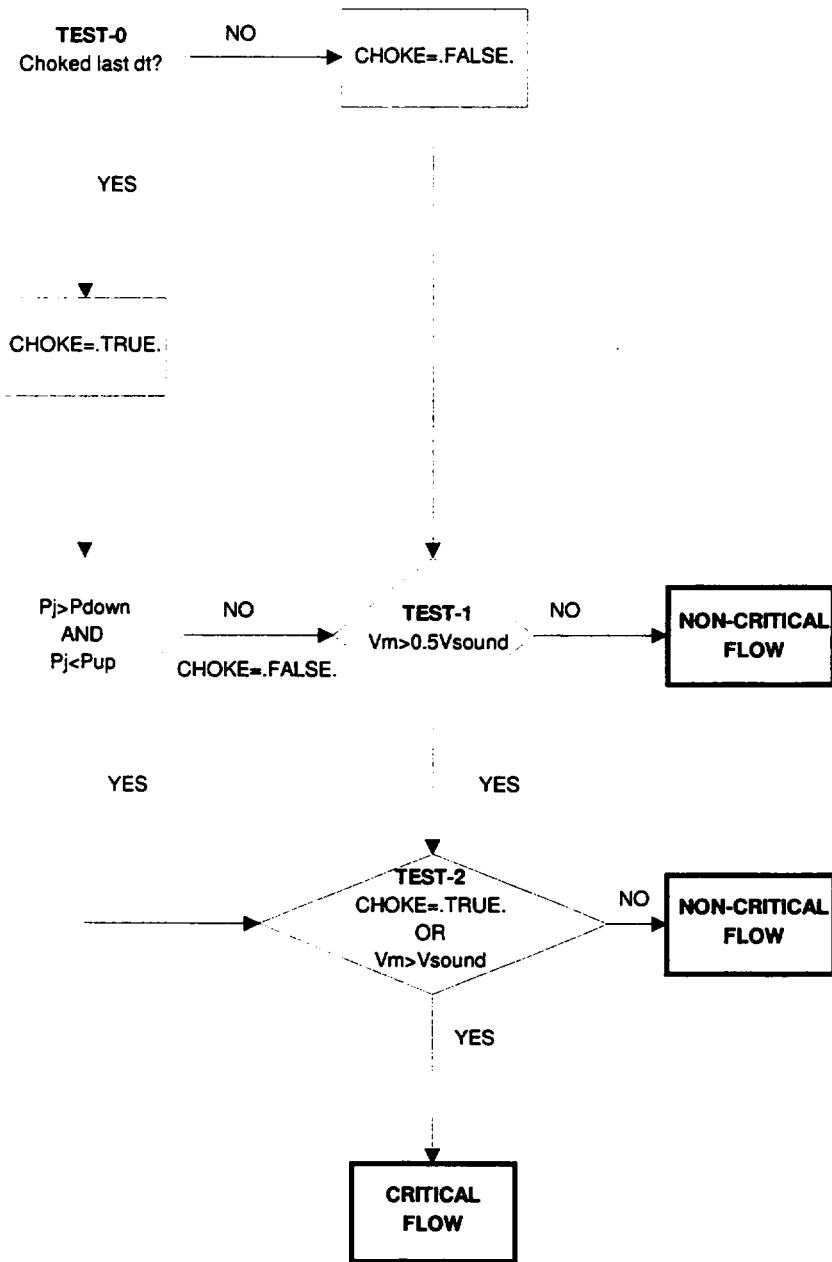 TEST-0
Choked last dt?
NO
CHOKE=.FALSE.
YES
CHOKE=.TRUE.
Pj>Pdown
AND
Pj<Pup
NO
CHOKE=.FALSE.
TEST-1
Vm>0.5Vsound
NO
NON-CRITICAL
FLOW
YES
YES
TEST-2
CHOKE=.TRUE.
OR
Vm>Vsound
NO
NON-CRITICAL
FLOW
YES
CRITICAL
FLOW